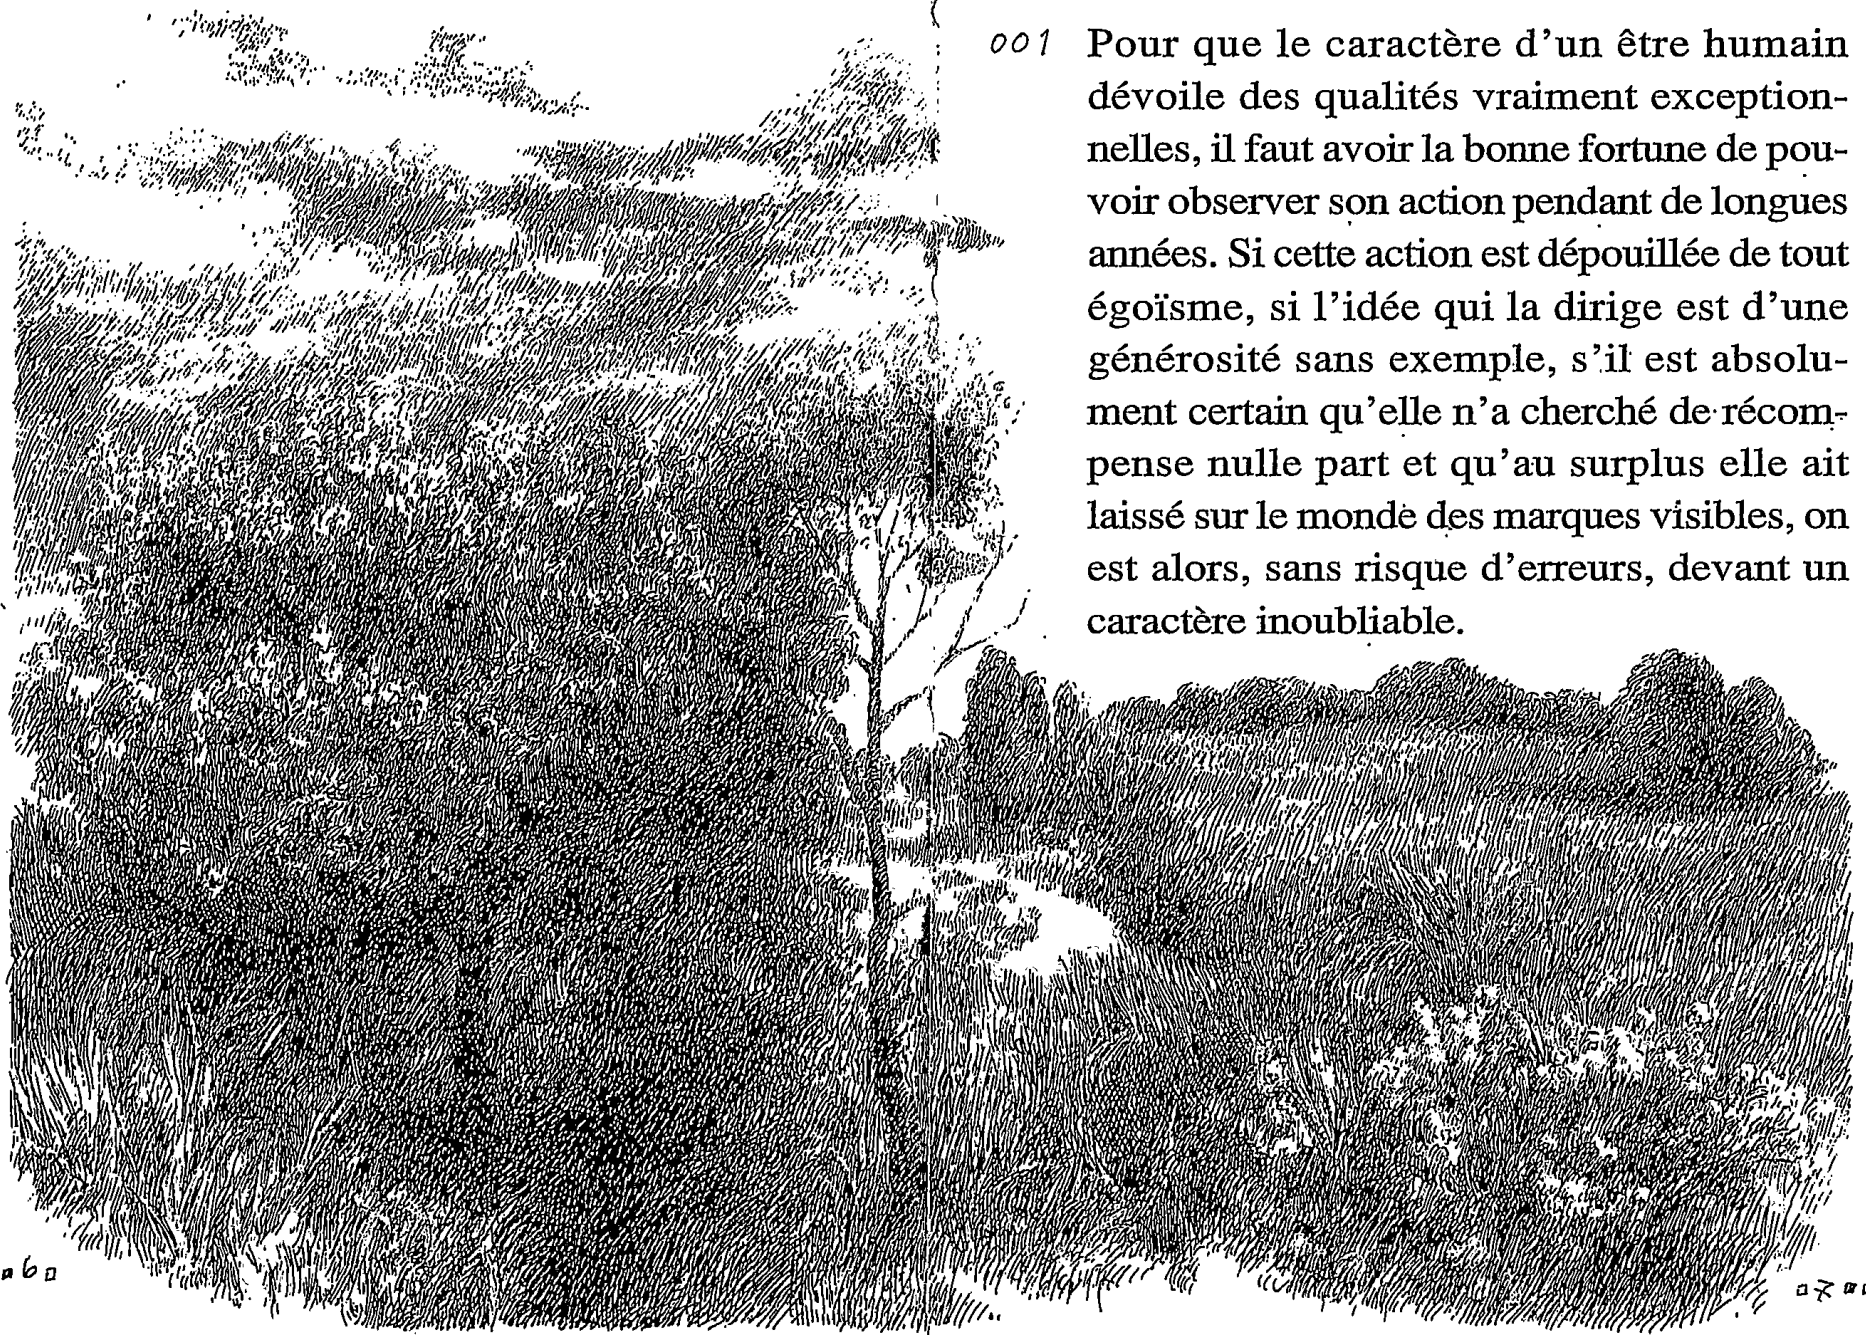 001 Pour que le caractère d'un être humain
dévoile des qualités vraiment exception-
nelles, il faut avoir la bonne fortune de pou-
voir observer son action pendant de longues
années. Si cette action est dépouillée de tout
égoïsme, si l'idée qui la dirige est d'une
générosité sans exemple, s'il est absolu-
ment certain qu'elle n'a cherché de récom-
pense nulle part et qu'au surplus elle ait
laissé sur le monde des marques visibles, on
est alors, sans risque d'erreurs, devant un
caractère inoubliable.
6
7